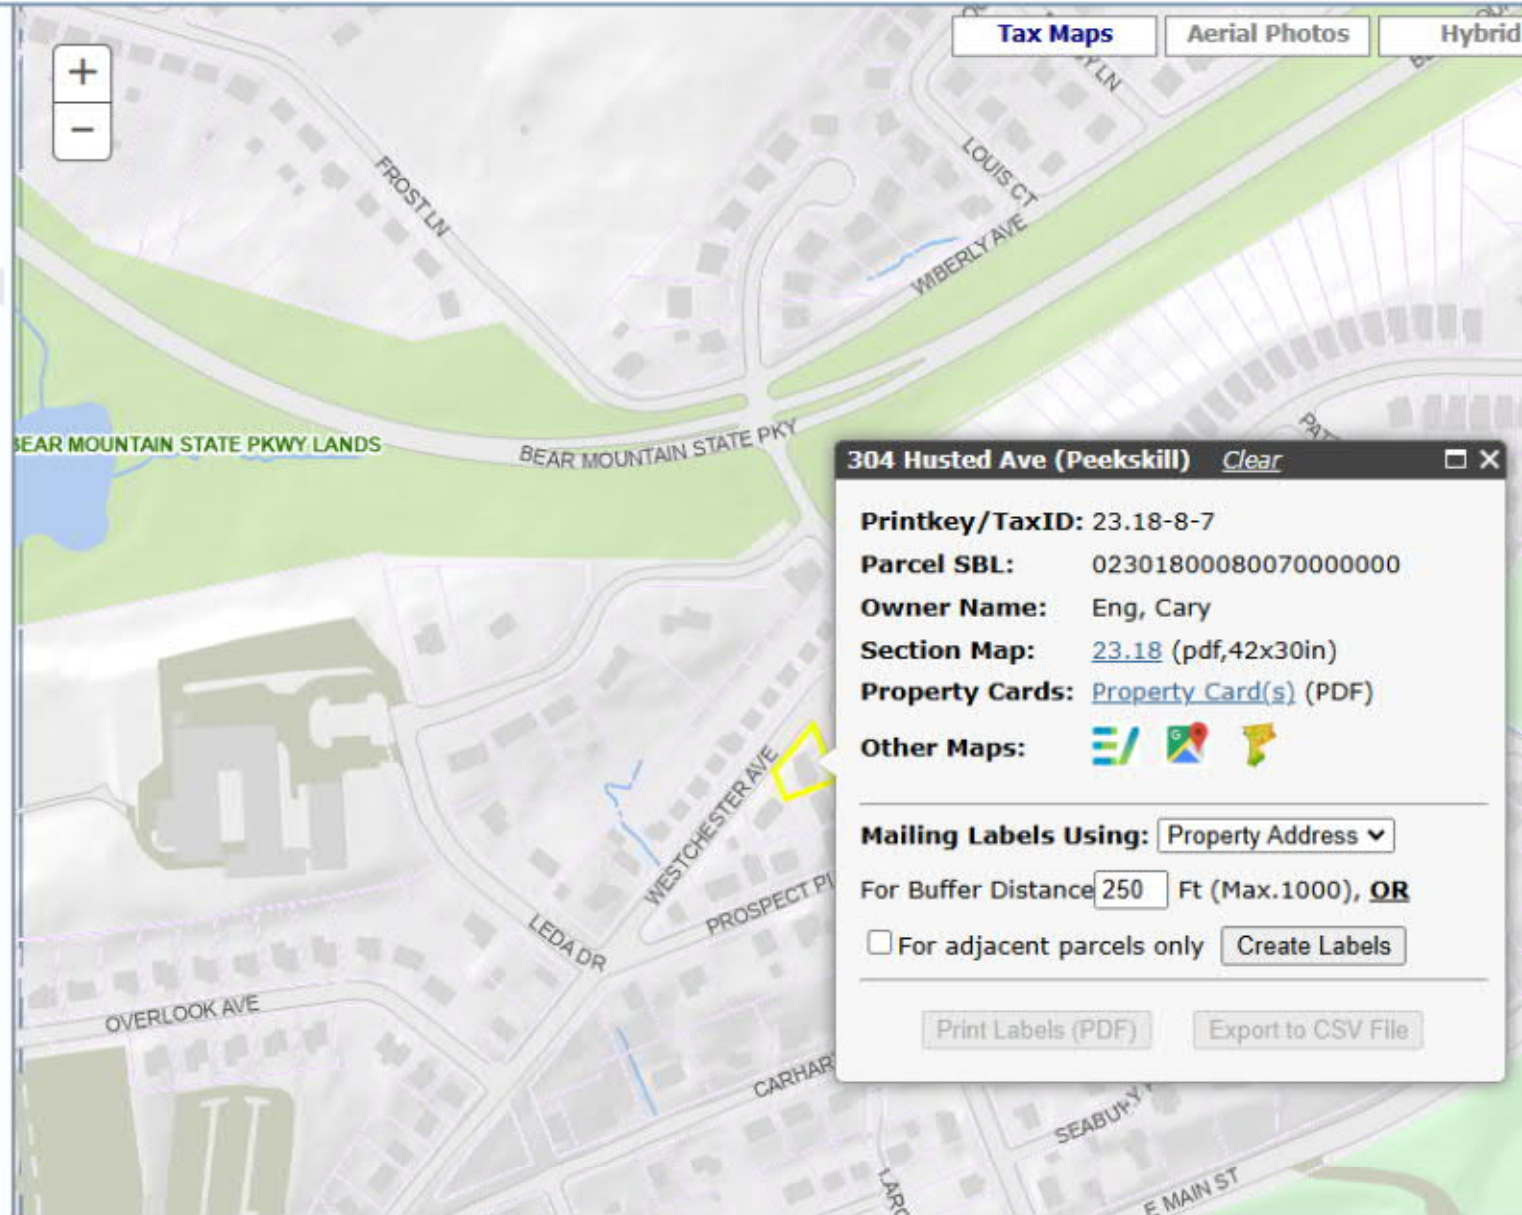 Tax Maps
Aerial Photos
Hybrid
+
−
LOUIS CT
FROST LN
WIBERLY AVE
BEAR MOUNTAIN STATE PKWY LANDS
BEAR MOUNTAIN STATE PKY
304 Husted Ave (Peekskill) Clear
Printkey/TaxID: 23.18-8-7
Parcel SBL: 02301800080070000000
Owner Name: Eng, Cary
Section Map: 23.18 (pdf,42x30in)
Property Cards: Property Card(s) (PDF)
Other Maps:
G
Mailing Labels Using: Property Address
For Buffer Distance 250 Ft (Max.1000), OR
For adjacent parcels only Create Labels
Print Labels (PDF) Export to CSV File
WESTCHESTER AVE
PROSPECT Pl
LEDA DR
OVERLOOK AVE
CARHAR
E MAIN ST